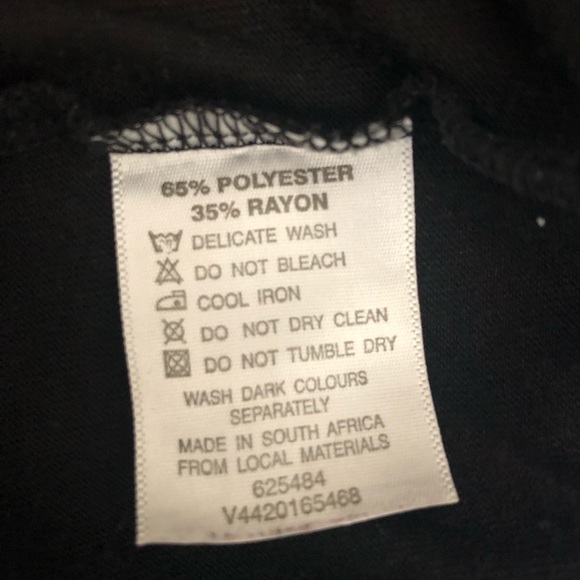 65% POLYESTER
35% RAYON
DELICATE WASH
DO NOT BLEACH
COOL IRON
DO NOT DRY CLEAN
DO NOT TUMBLE DRY
WASH DARK COLOURS
SEPARATELY
MADE IN SOUTH AFRICA
FROM LOCAL MATERIALS
625484
V4420165468